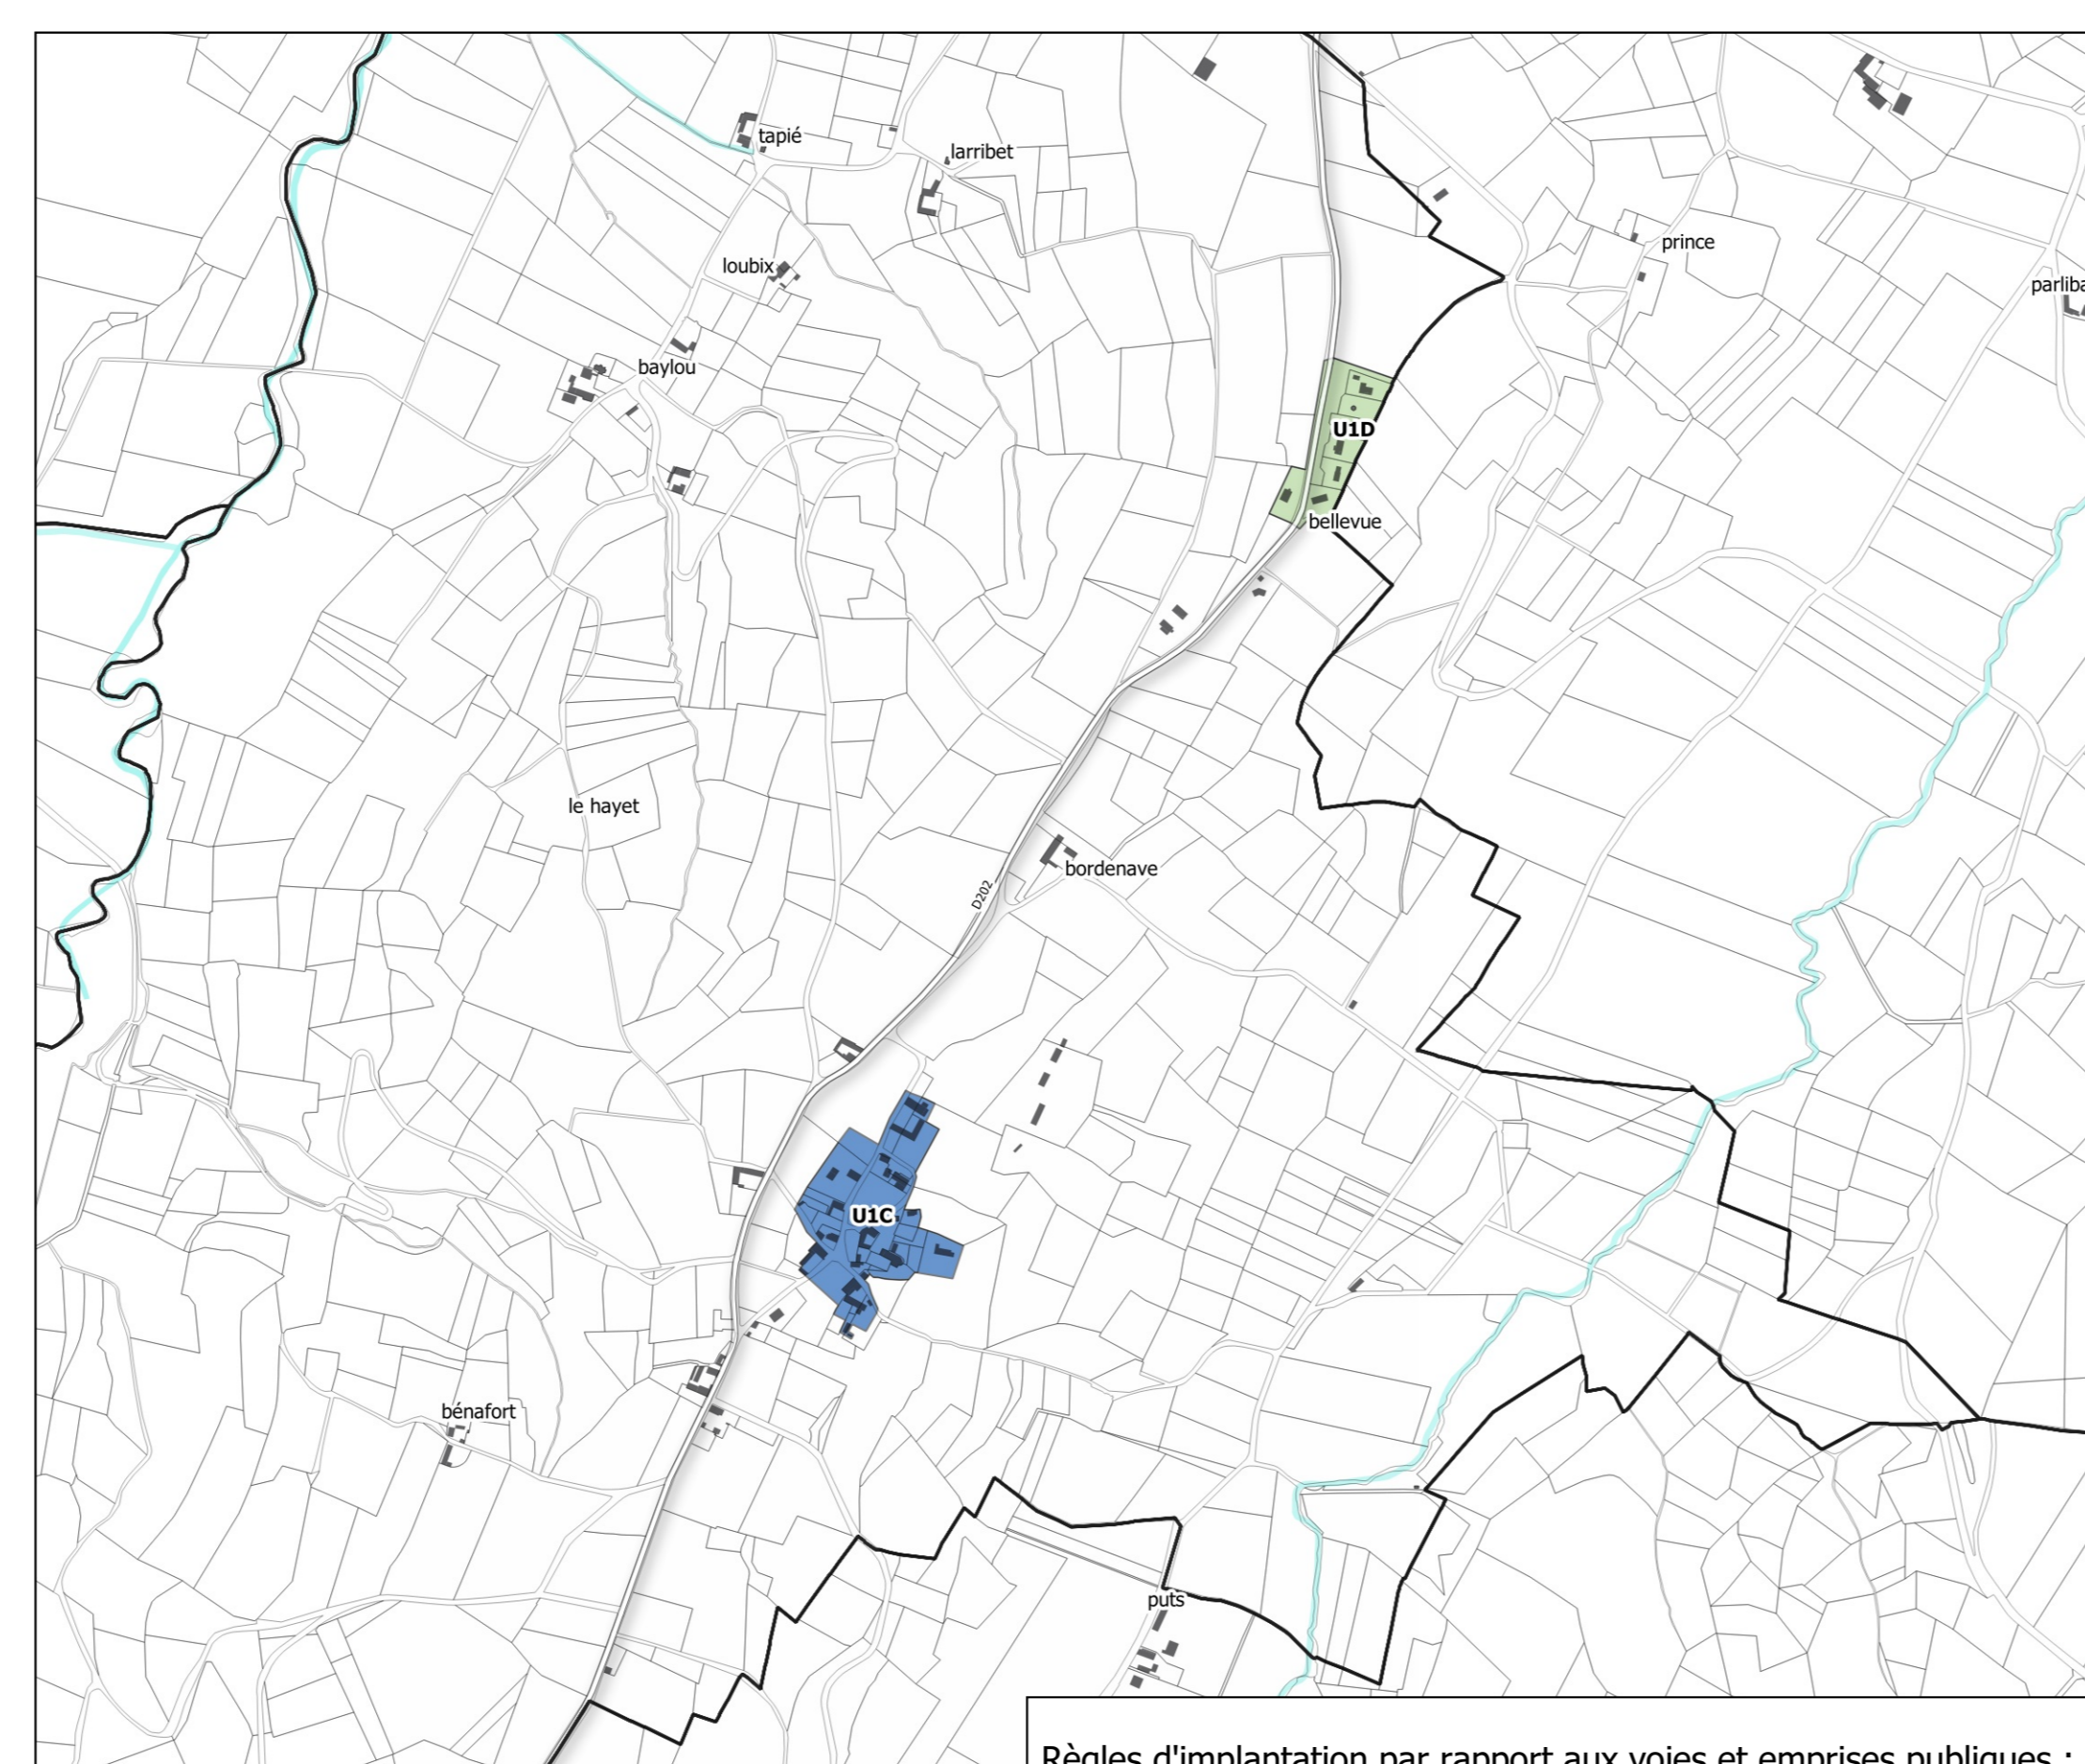 tapié
larribet
prince
loubix
parliba
baylou
U1D
bellevue
le hayet
bordenave
D202
U1C
bénafort
puts
Règles d'implantation par rapport aux voies et emprises publiques :